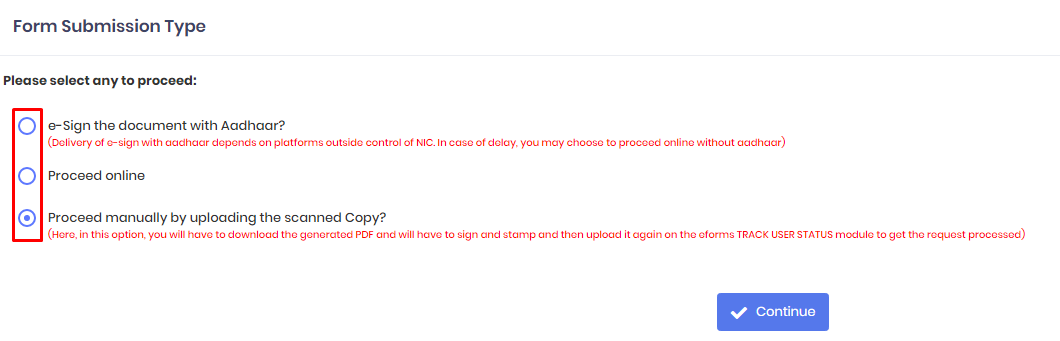 Form Submission Type
Please select any to proceed:
e-Sign the document with Aadhaar?
(Delivery of e-sign with aadhaar depends on platforms outside control of NIC. In case of delay, you may choose to proceed online without aadhaar)
Proceed online
Proceed manually by uploading the scanned Copy?
(Here, in this option, you will have to download the generated PDF and will have to sign and stamp and then upload it again on the eforms TRACK USER STATUS module to get the request processed)
Continue